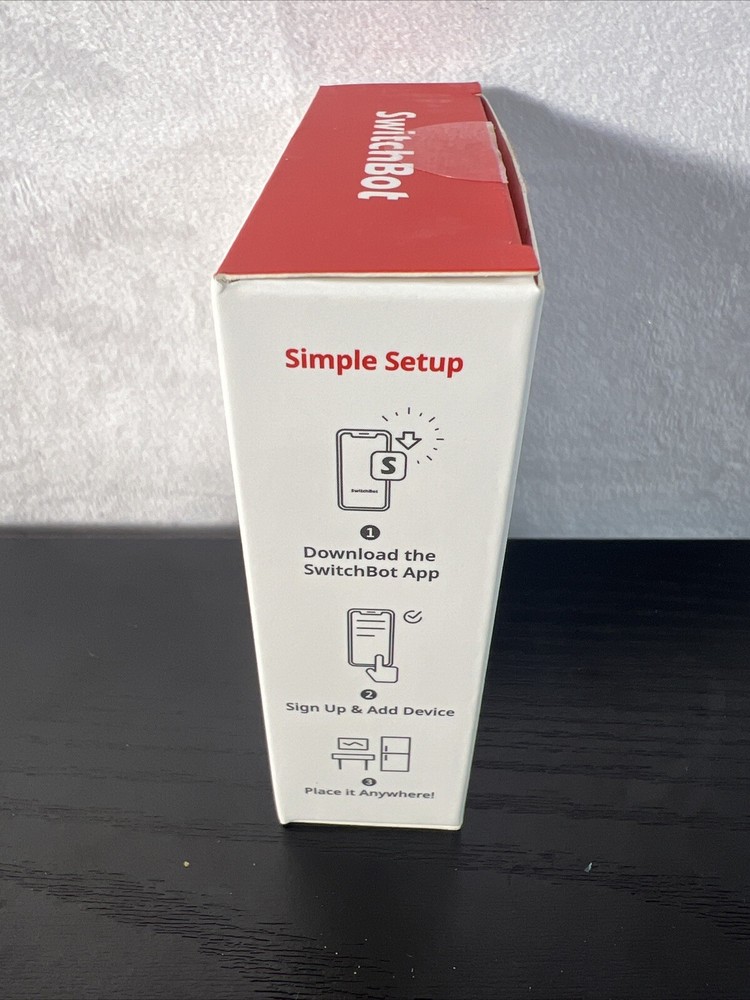 SwitchBot
Simple Setup
S
SwitchBot
1
Download the
SwitchBot App
2
Sign Up & Add Device
3
Place it Anywhere!